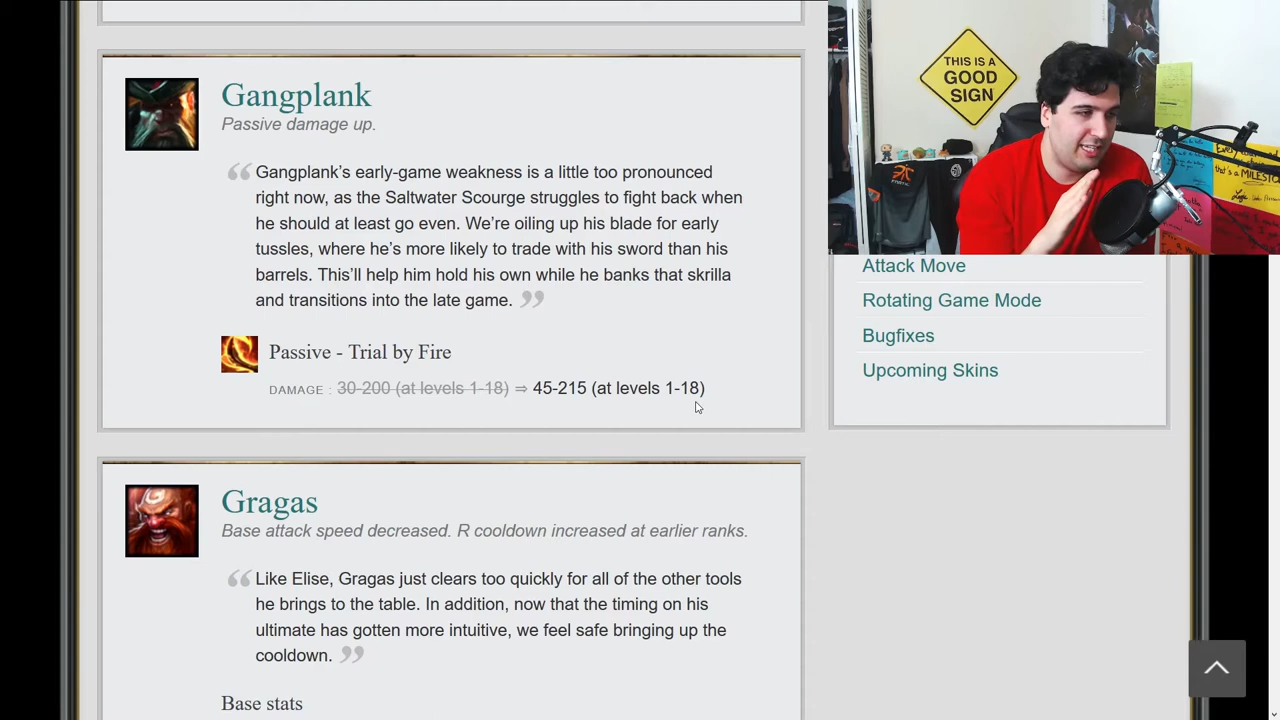 Gangplank
Passive damage up.
“ Gangplank’s early-game weakness is a little too pronounced
right now, as the Saltwater Scourge struggles to fight back when
he should at least go even. We’re oiling up his blade for early
tussles, where he’s more likely to trade with his sword than his
barrels. This’ll help him hold his own while he banks that skrilla
and transitions into the late game. ”
Passive - Trial by Fire
DAMAGE : 30-200 (at levels 1-18) ⇒ 45-215 (at levels 1-18)
Gragas
Base attack speed decreased. R cooldown increased at earlier ranks.
“ Like Elise, Gragas just clears too quickly for all of the other tools
he brings to the table. In addition, now that the timing on his
ultimate has gotten more intuitive, we feel safe bringing up the
cooldown. ”
Base stats
THIS IS A
GOOD
SIGN
FNATIC
that's a MILESTO
Attack Move
Rotating Game Mode
Bugfixes
Upcoming Skins